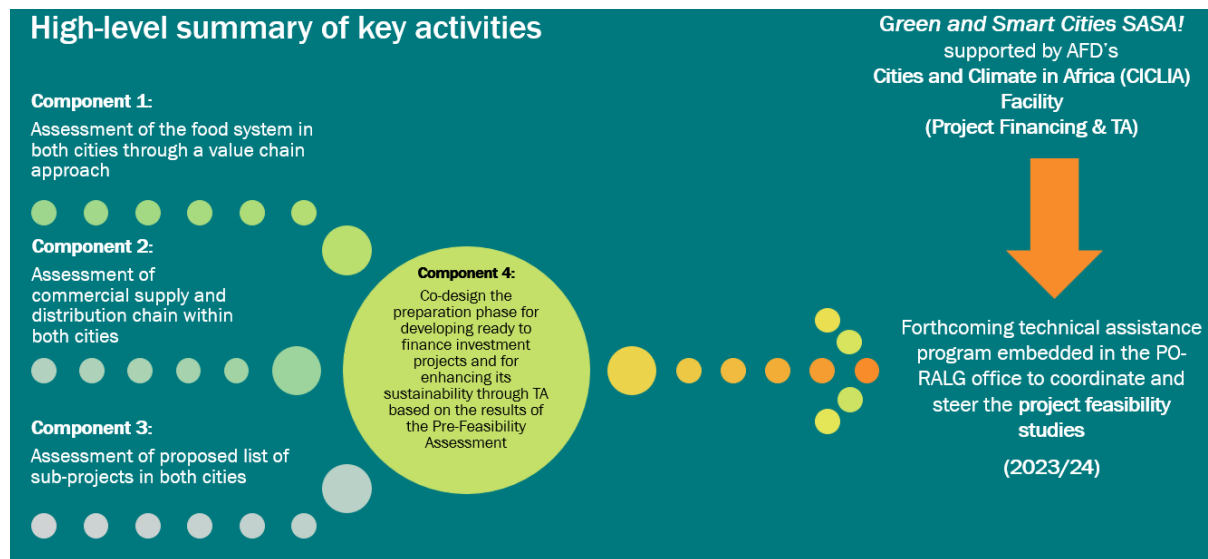 High-level summary of key activities
Component 1:
Assessment of the food system in
both cities through a value chain
approach
Component 2:
Assessment of
commercial supply and
distribution chain within
both cities
Component 3:
Assessment of proposed list of
sub-projects in both cities
Component 4:
Co-design the
preparation phase for
developing ready to
finance investment
projects and for
enhancing its
sustainability through TA
based on the results of
the Pre-Feasibility
Assessment
Green and Smart Cities SASA!
supported by AFD's
Cities and Climate in Africa (CICLIA)
Facility
(Project Financing & TA)
Forthcoming technical assistance
program embedded in the PO-
RALG office to coordinate and
steer the project feasibility
studies
(2023/24)